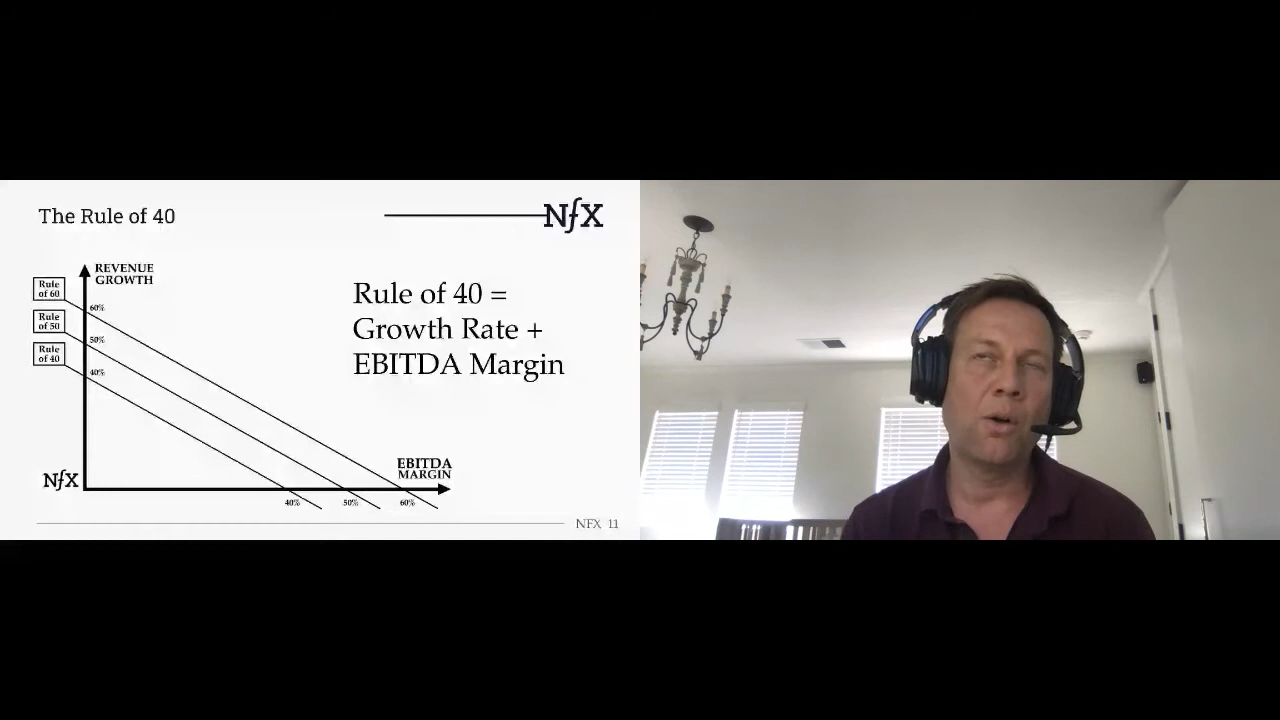 The Rule of 40
NfX
REVENUE
GROWTH
Rule
of 60
60%
Rule
of 50
50%
Rule
of 40
40%
Rule of 40 =
Growth Rate +
EBITDA Margin
EBITDA
MARGIN
NfX
40%
50%
60%
NFX 11